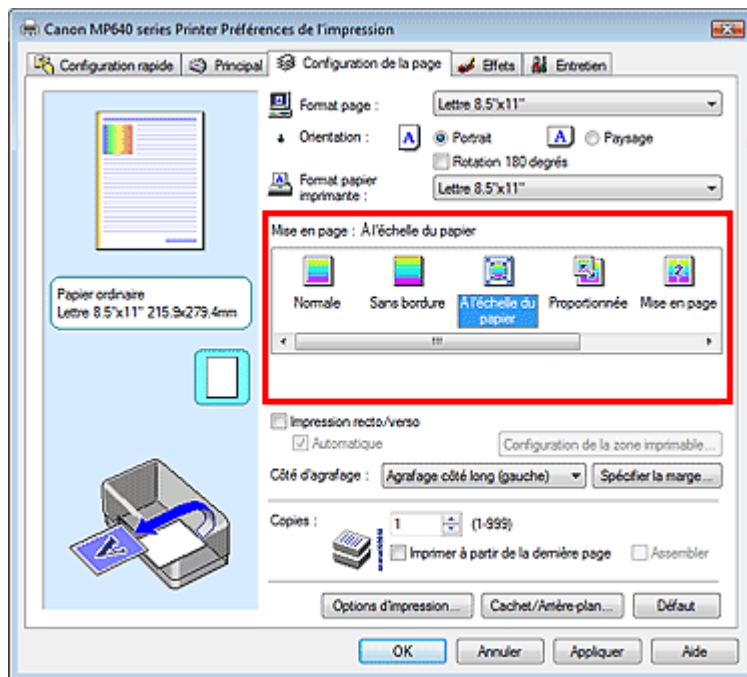 Canon MP640 series Printer Préférences de l'impression
Configuration rapide Principal Configuration de la page Effets Entretien
Format page : Lettre 8.5"x11"
Orientation : A Portrait A Paysage
Rotation 180 degrés
Format papier imprimante : Lettre 8.5"x11"
Mise en page : À l'échelle du papier
Normale Sans bordure À l'échelle du papier Proportionnée Mise en page
Papier ordinaire
Lettre 8.5"x11" 215.9x279.4mm
Impression recto/verso
Automatique Configuration de la zone imprimable...
Côté d'agrafage : Agrafage côté long (gauche) Spécifier la marge...
Copies : 1 (1-999)
Imprimer à partir de la dernière page Assembler
Options d'impression... Cachet/Arrière-plan... Défaut
OK Annuler Appliquer Aide